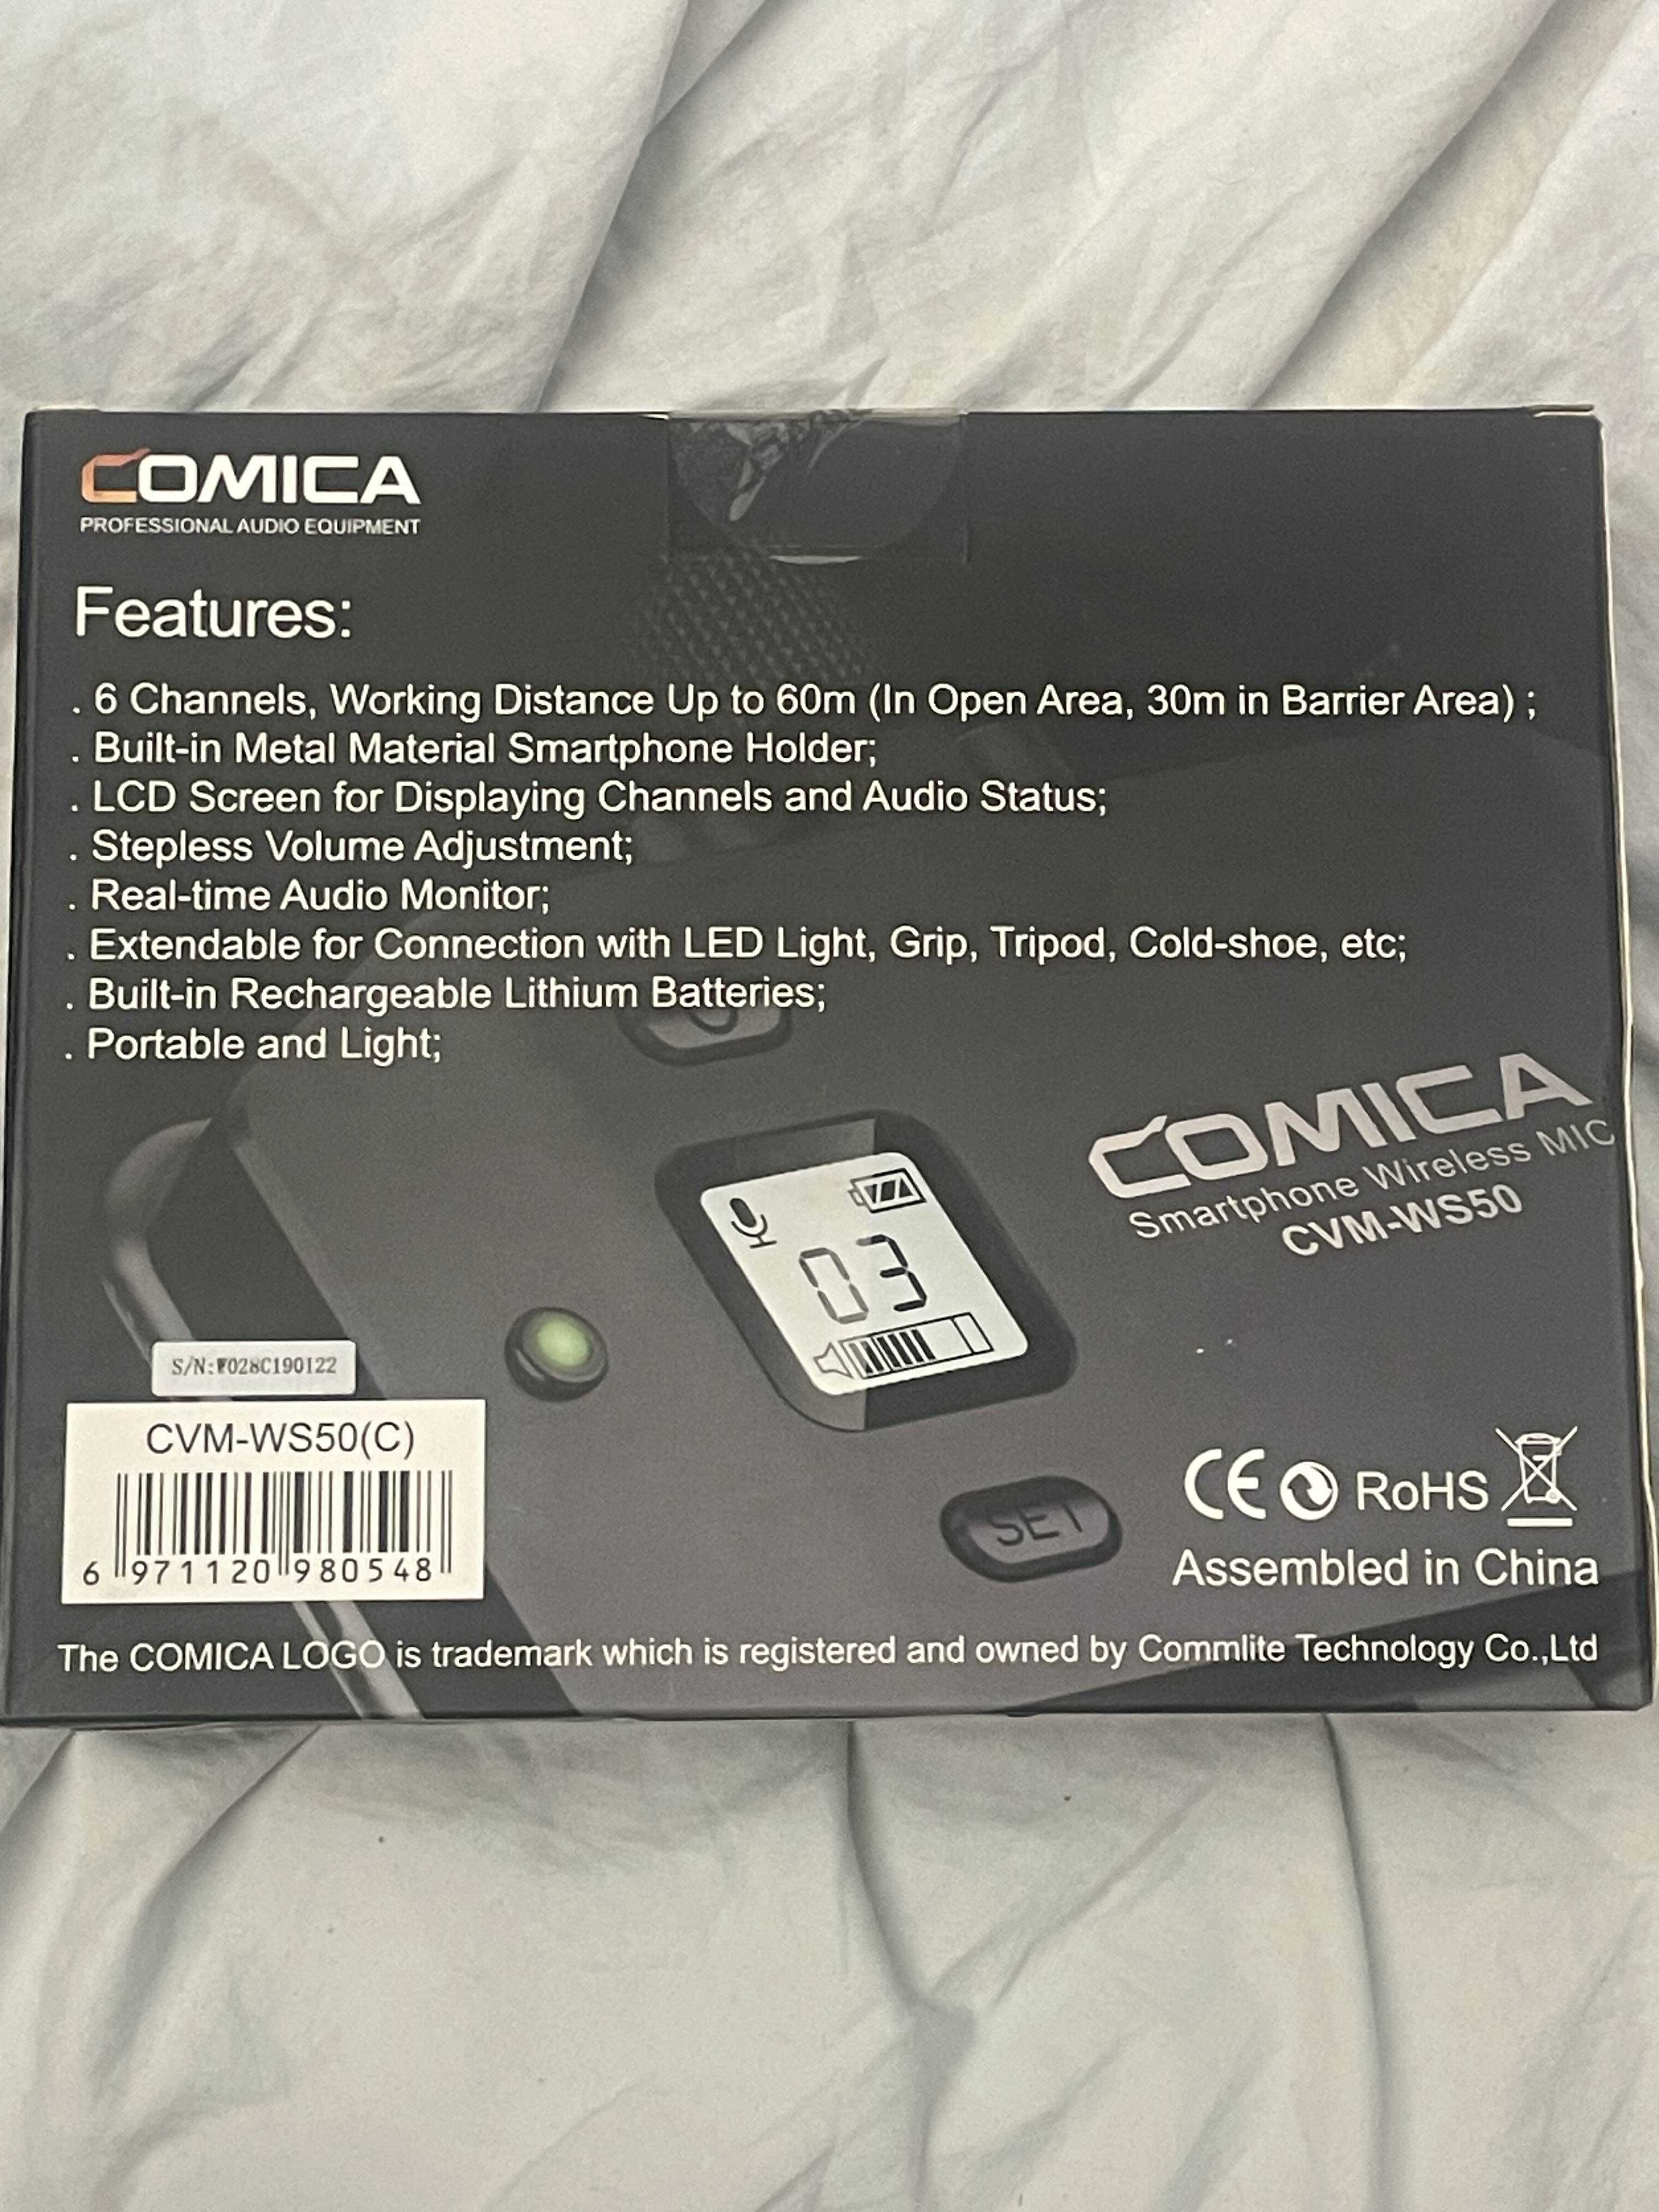 COMICA
PROFESSIONAL AUDIO EQUIPMENT
Features:
. 6 Channels, Working Distance Up to 60m (In Open Area, 30m in Barrier Area) ;
. Built-in Metal Material Smartphone Holder;
. LCD Screen for Displaying Channels and Audio Status;
. Stepless Volume Adjustment;
. Real-time Audio Monitor;
. Extendable for Connection with LED Light, Grip, Tripod, Cold-shoe, etc;
. Built-in Rechargeable Lithium Batteries;
. Portable and Light;
COMICA
Smartphone Wireless MIC
CVM-WS50
03
S/N:W028C190122
CVM-WS50(C)
6 971120 980548
SET
CE RoHS
Assembled in China
The COMICA LOGO is trademark which is registered and owned by Commlite Technology Co.,Ltd